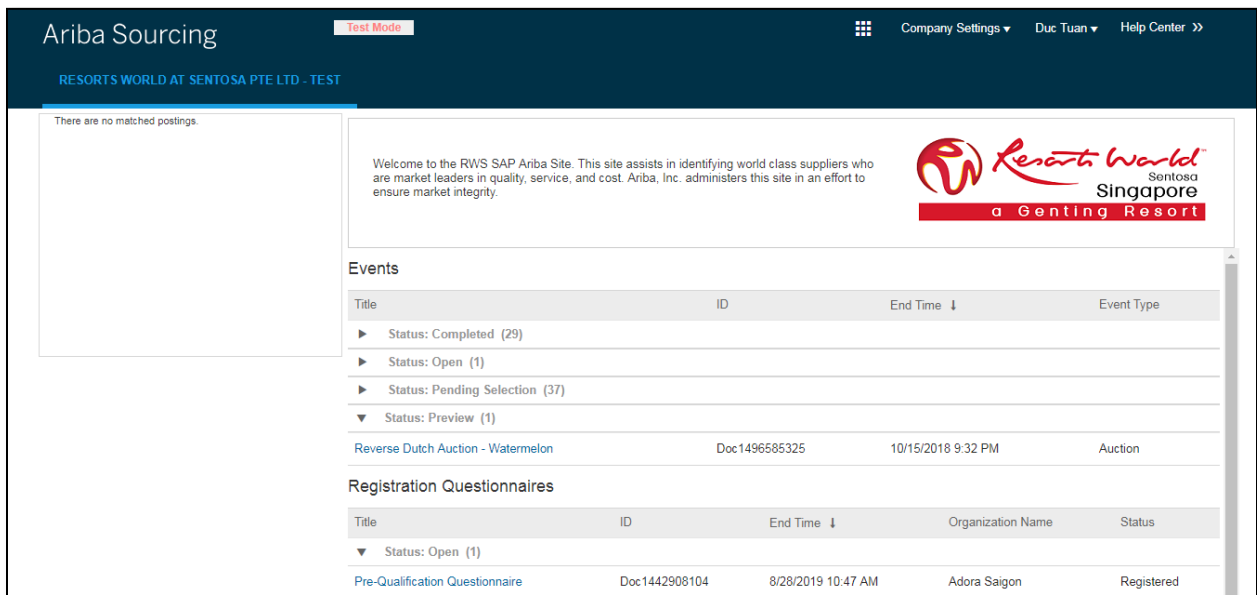 Ariba Sourcing
Test Mode
Company Settings ▾
Duc Tuan ▾
Help Center »
RESORTS WORLD AT SENTOSA PTE LTD - TEST
There are no matched postings.
Welcome to the RWS SAP Ariba Site. This site assists in identifying world class suppliers who
are market leaders in quality, service, and cost. Ariba, Inc. administers this site in an effort to
ensure market integrity.
Resorts World
Sentosa
Singapore
a Genting Resort
Events
Title ID End Time ↓ Event Type
► Status: Completed (29)
► Status: Open (1)
► Status: Pending Selection (37)
▼ Status: Preview (1)
Reverse Dutch Auction - Watermelon Doc1496585325 10/15/2018 9:32 PM Auction
Registration Questionnaires
Title ID End Time ↓ Organization Name Status
▼ Status: Open (1)
Pre-Qualification Questionnaire Doc1442908104 8/28/2019 10:47 AM Adora Saigon Registered